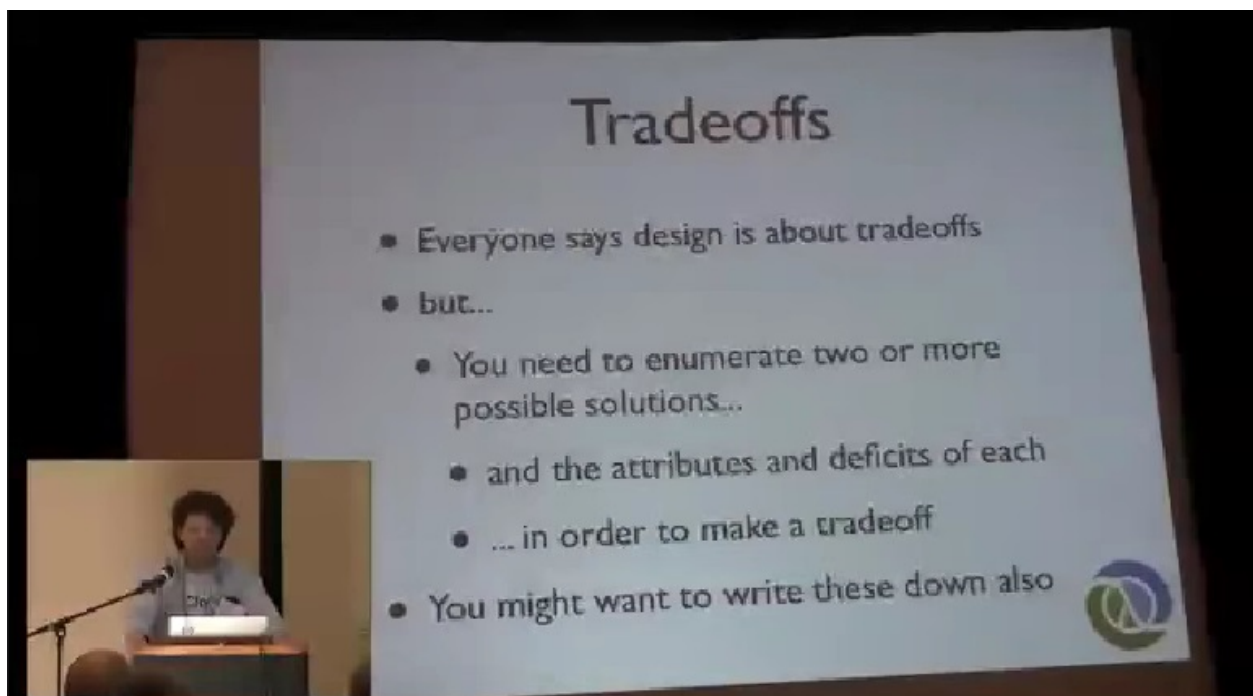 Tradeoffs
• Everyone says design is about tradeoffs
• but...
• You need to enumerate two or more
possible solutions...
• and the attributes and deficits of each
• ... in order to make a tradeoff
• You might want to write these down also